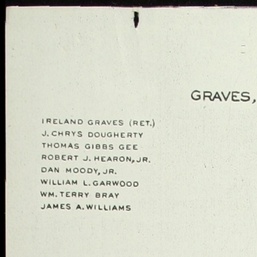 GRAVES,
IRELAND GRAVES (RET.)
J. CHRYS DOUGHERTY
THOMAS GIBBS GEE
ROBERT J. HEARON, JR.
DAN MOODY, JR.
WILLIAM L. GARWOOD
WM. TERRY BRAY
JAMES A. WILLIAMS